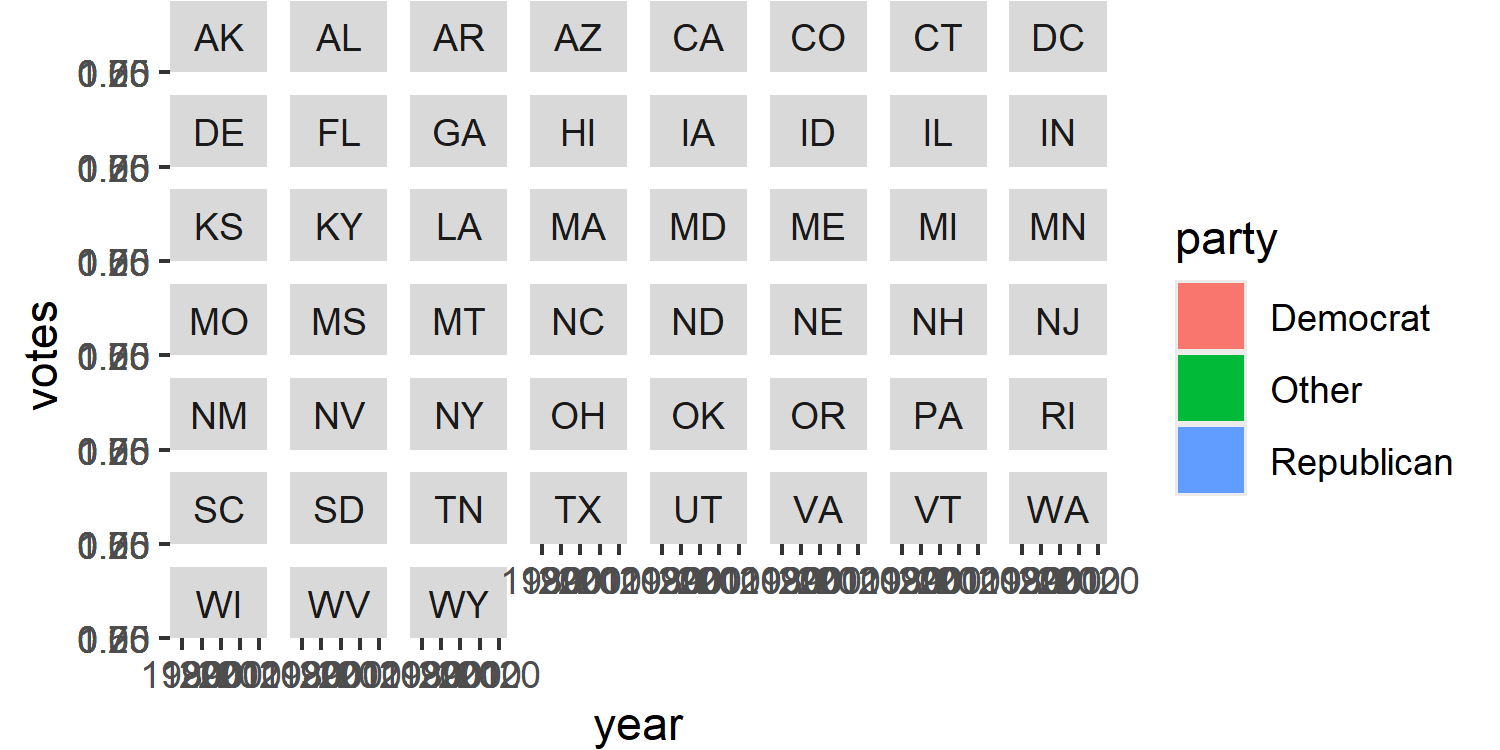 AK AL AR AZ CA CO CT DC
DE FL GA HI IA ID IL IN
KS KY LA MA MD ME MI MN
MO MS MT NC ND NE NH NJ
NM NV NY OH OK OR PA RI
SC SD TN TX UT VA VT WA
WI WV WY
votes
year
party
Democrat
Other
Republican